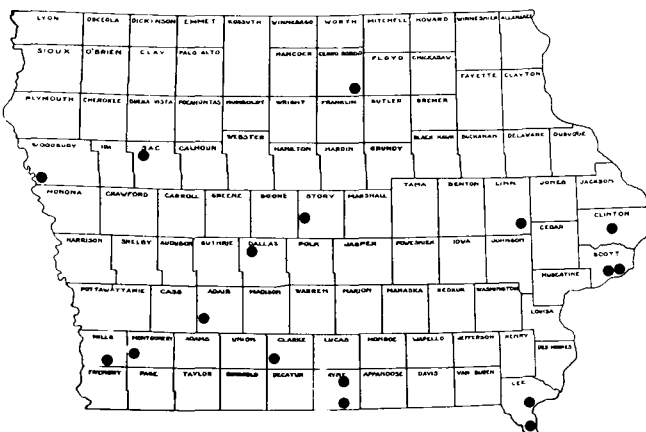 LYON OSCEOLA DICKINSON EMMET KOSSUTH WINNEBAGO WORTH MITCHELL HOWARD WINNESHIEK ALLAMAKEE
SIOUX O'BRIEN CLAY PALO ALTO HANCOCK CERRO GORDO FLOYD CHICKASAW
FAYETTE CLAYTON
PLYMOUTH CHEROKEE BUENA VISTA POCAHONTAS HUMBOLDT WRIGHT FRANKLIN BUTLER BREMER
WEBSTER BLACK HAWK BUCHANAN DELAWARE DUBUQUE
WOODBURY IDA SAC CALHOUN HAMILTON HARDIN GRUNDY
TAMA BENTON LINN JONES JACKSON
MONONA CRAWFORD CARROLL GREENE BOONE STORY MARSHALL
CLINTON
CEDAR
HARRISON SHELBY AUDUBON GUTHRIE DALLAS POLK JASPER POWESHIEK IOWA JOHNSON
SCOTT
MUSCATINE
POTTAWATTAMIE CASS ADAIR MADISON WARREN MARION MAHASKA KEOKUK WASHINGTON
LOUISA
MILLS MONTGOMERY ADAMS UNION CLARKE LUCAS MONROE WAPELLO JEFFERSON HENRY
DES MOINES
FREMONT PAGE TAYLOR RINGGOLD DECATUR AYNE APPANOOSE DAVIS VAN BUREN
LEE